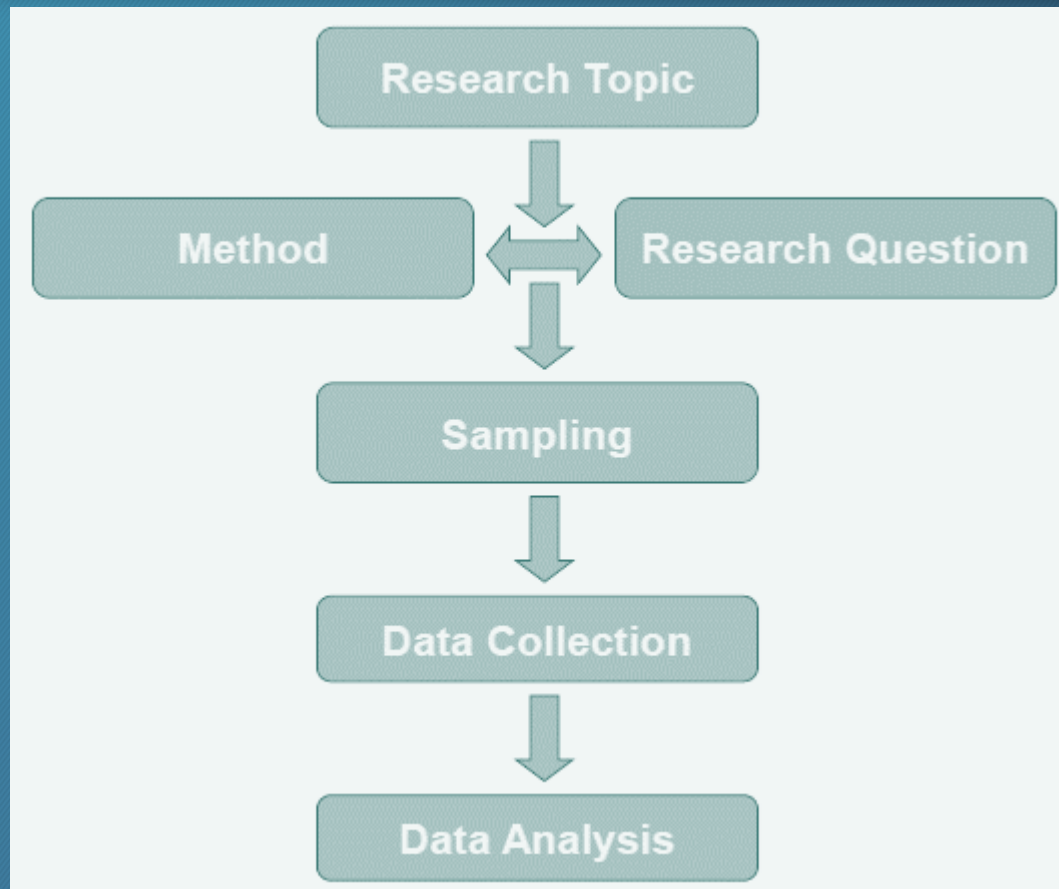 Research Topic
Method
Research Question
Sampling
Data Collection
Data Analysis